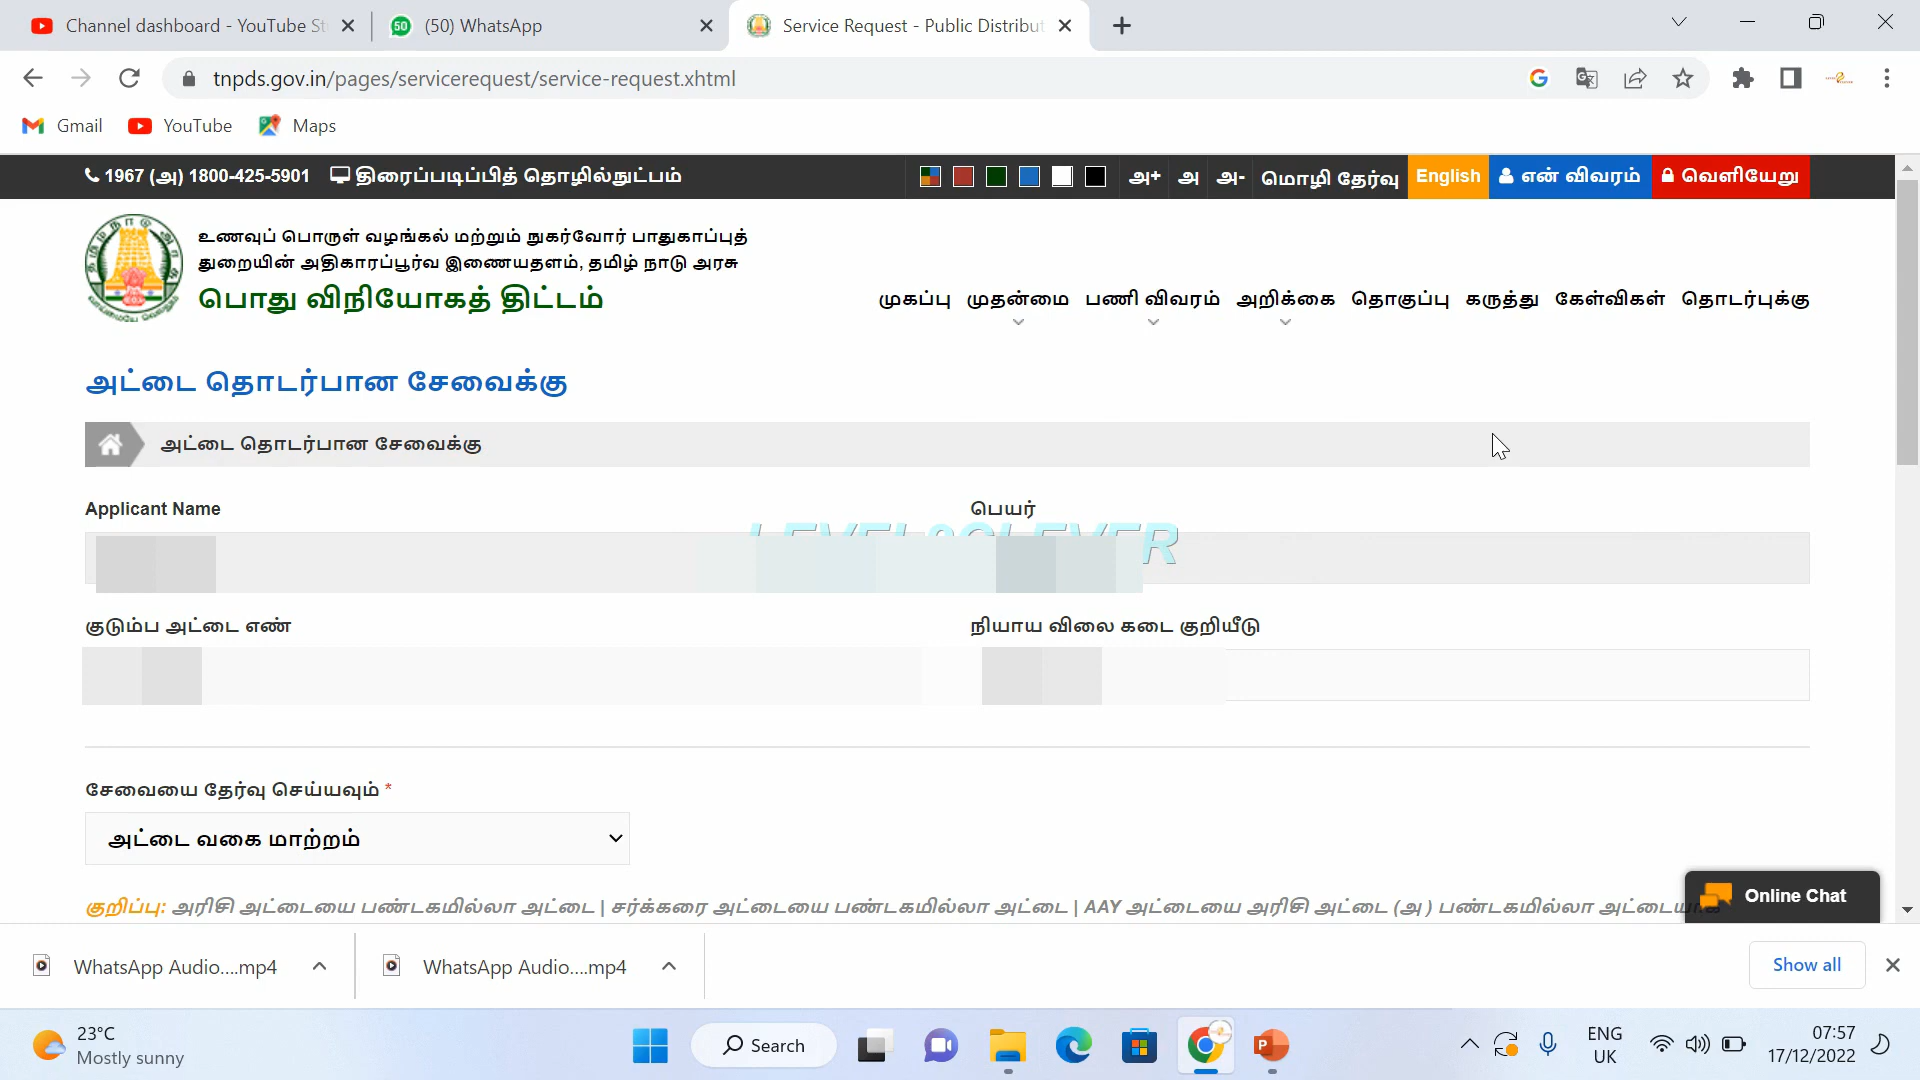 Channel dashboard - YouTube St
(50) WhatsApp
Service Request - Public Distribut
tnpds.gov.in/pages/servicerequest/service-request.xhtml
Gmail
YouTube
Maps
1967 (அ) 1800-425-5901
திரைப்படிப்பித் தொழில்நுட்பம்
அ+ அ அ- மொழி தேர்வு English என் விவரம் வெளியேறு
உணவுப் பொருள் வழங்கல் மற்றும் நுகர்வோர் பாதுகாப்புத்
துறையின் அதிகாரப்பூர்வ இணையதளம், தமிழ் நாடு அரசு
பொது விநியோகத் திட்டம்
முகப்பு முதன்மை பணி விவரம் அறிக்கை தொகுப்பு கருத்து கேள்விகள் தொடர்புக்கு
அட்டை தொடர்பான சேவைக்கு
அட்டை தொடர்பான சேவைக்கு
Applicant Name
பெயர்
குடும்ப அட்டை எண்
நியாய விலை கடை குறியீடு
சேவையை தேர்வு செய்யவும் *
அட்டை வகை மாற்றம்
குறிப்பு: அரிசி அட்டையை பண்டகமில்லா அட்டை | சர்க்கரை அட்டையை பண்டகமில்லா அட்டை | AAY அட்டையை அரிசி அட்டை (அ ) பண்டகமில்லா அட்டையாக
Online Chat
WhatsApp Audio....mp4
WhatsApp Audio....mp4
Show all
23°C
Mostly sunny
Search
ENG
UK
07:57
17/12/2022